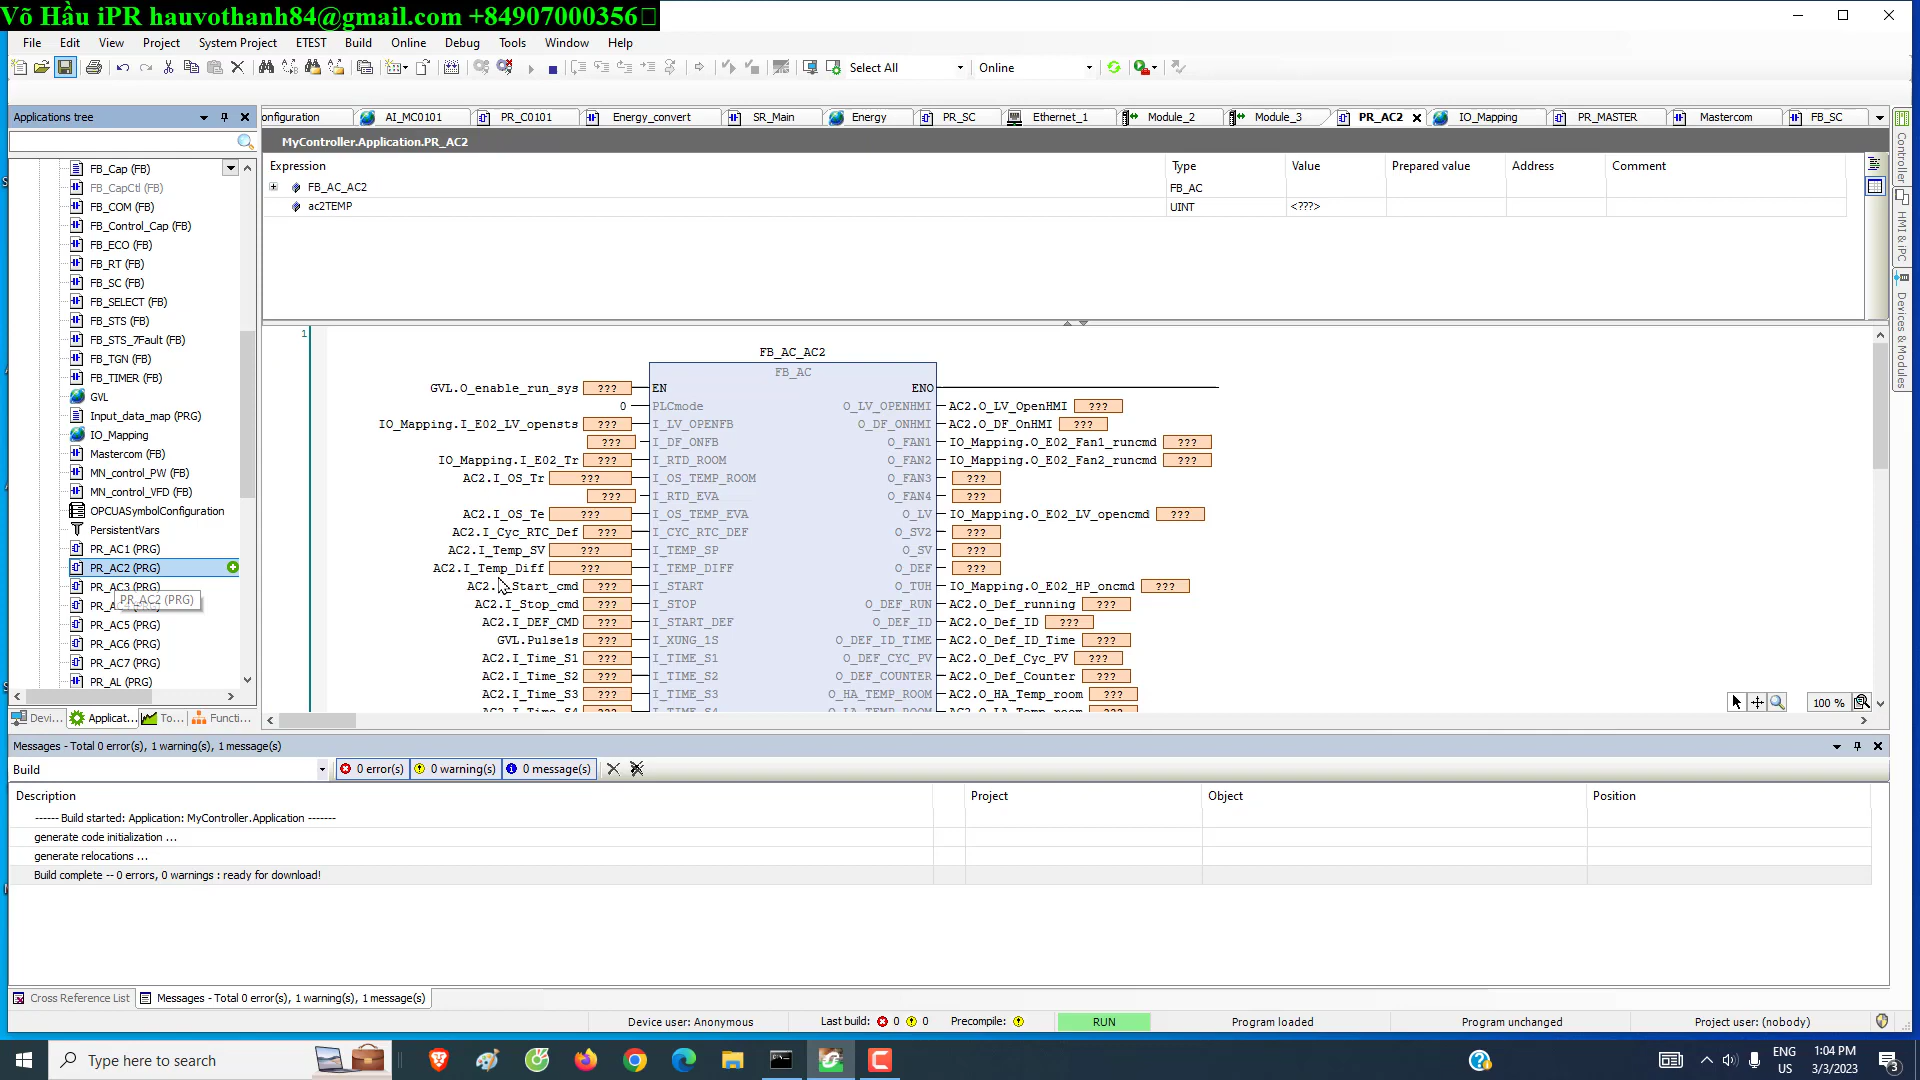 Võ Hầu iPR hauvothanh84@gmail.com +84907000356
File Edit View Project System Project ETEST Build Online Debug Tools Window Help
Select All Online
Applications tree
onfiguration AI_MC0101 PR_C0101 Energy_convert SR_Main Energy PR_SC Ethernet_1 Module_2 Module_3 PR_AC2 IO_Mapping PR_MASTER Mastercom FB_SC
MyController.Application.PR_AC2
Expression Type Value Prepared value Address Comment
FB_AC_AC2 FB_AC
ac2TEMP UINT <???>
FB_Cap (FB)
FB_CapCtl (FB)
FB_COM (FB)
FB_Control_Cap (FB)
FB_ECO (FB)
FB_RT (FB)
FB_SC (FB)
FB_SELECT (FB)
FB_STS (FB)
FB_STS_7Fault (FB)
FB_TGN (FB)
FB_TIMER (FB)
GVL
Input_data_map (PRG)
IO_Mapping
Mastercom (FB)
MN_control_PW (FB)
MN_control_VFD (FB)
OPCUASymbolConfiguration
PersistentVars
PR_AC1 (PRG)
PR_AC2 (PRG)
PR_AC3 (PRG)
PR_AC2 (PRG)
PR_AC5 (PRG)
PR_AC6 (PRG)
PR_AC7 (PRG)
PR_AL (PRG)
Devi... Applicat... To... Functi...
Controller
HMI & iPC
Devices & Modules
1
FB_AC_AC2
FB_AC
GVL.O_enable_run_sys ??? EN ENO
0 PLCmode O_LV_OPENHMI AC2.O_LV_OpenHMI ???
IO_Mapping.I_E02_LV_opensts ??? I_LV_OPENFB O_DF_ONHMI AC2.O_DF_OnHMI ???
??? I_DF_ONFB O_FAN1 IO_Mapping.O_E02_Fan1_runcmd ???
IO_Mapping.I_E02_Tr ??? I_RTD_ROOM O_FAN2 IO_Mapping.O_E02_Fan2_runcmd ???
AC2.I_OS_Tr ??? I_OS_TEMP_ROOM O_FAN3 ???
??? I_RTD_EVA O_FAN4 ???
AC2.I_OS_Te ??? I_OS_TEMP_EVA O_LV IO_Mapping.O_E02_LV_opencmd ???
AC2.I_Cyc_RTC_Def ??? I_CYC_RTC_DEF O_SV2 ???
AC2.I_Temp_SV ??? I_TEMP_SP O_SV ???
AC2.I_Temp_Diff ??? I_TEMP_DIFF O_DEF ???
AC2.I_Start_cmd ??? I_START O_TUH IO_Mapping.O_E02_HP_oncmd ???
AC2.I_Stop_cmd ??? I_STOP O_DEF_RUN AC2.O_Def_running ???
AC2.I_DEF_CMD ??? I_START_DEF O_DEF_ID AC2.O_Def_ID ???
GVL.Pulse1s ??? I_XUNG_1S O_DEF_ID_TIME AC2.O_Def_ID_Time ???
AC2.I_Time_S1 ??? I_TIME_S1 O_DEF_CYC_PV AC2.O_Def_Cyc_PV ???
AC2.I_Time_S2 ??? I_TIME_S2 O_DEF_COUNTER AC2.O_Def_Counter ???
AC2.I_Time_S3 ??? I_TIME_S3 O_HA_TEMP_ROOM AC2.O_HA_Temp_room ???
AC2.I_Time_S4 ??? I_TIME_S4 O_LA_TEMP_ROOM AC2.O_LA_Temp_room ???
100 %
Messages - Total 0 error(s), 1 warning(s), 1 message(s)
Build 0 error(s) 0 warning(s) 0 message(s)
Description Project Object Position
------ Build started: Application: MyController.Application -------
generate code initialization ...
generate relocations ...
Build complete -- 0 errors, 0 warnings : ready for download!
Cross Reference List Messages - Total 0 error(s), 1 warning(s), 1 message(s)
Device user: Anonymous Last build: 0 0 Precompile: RUN Program loaded Program unchanged Project user: (nobody)
Type here to search
ENG
US
1:04 PM
3/3/2023
3